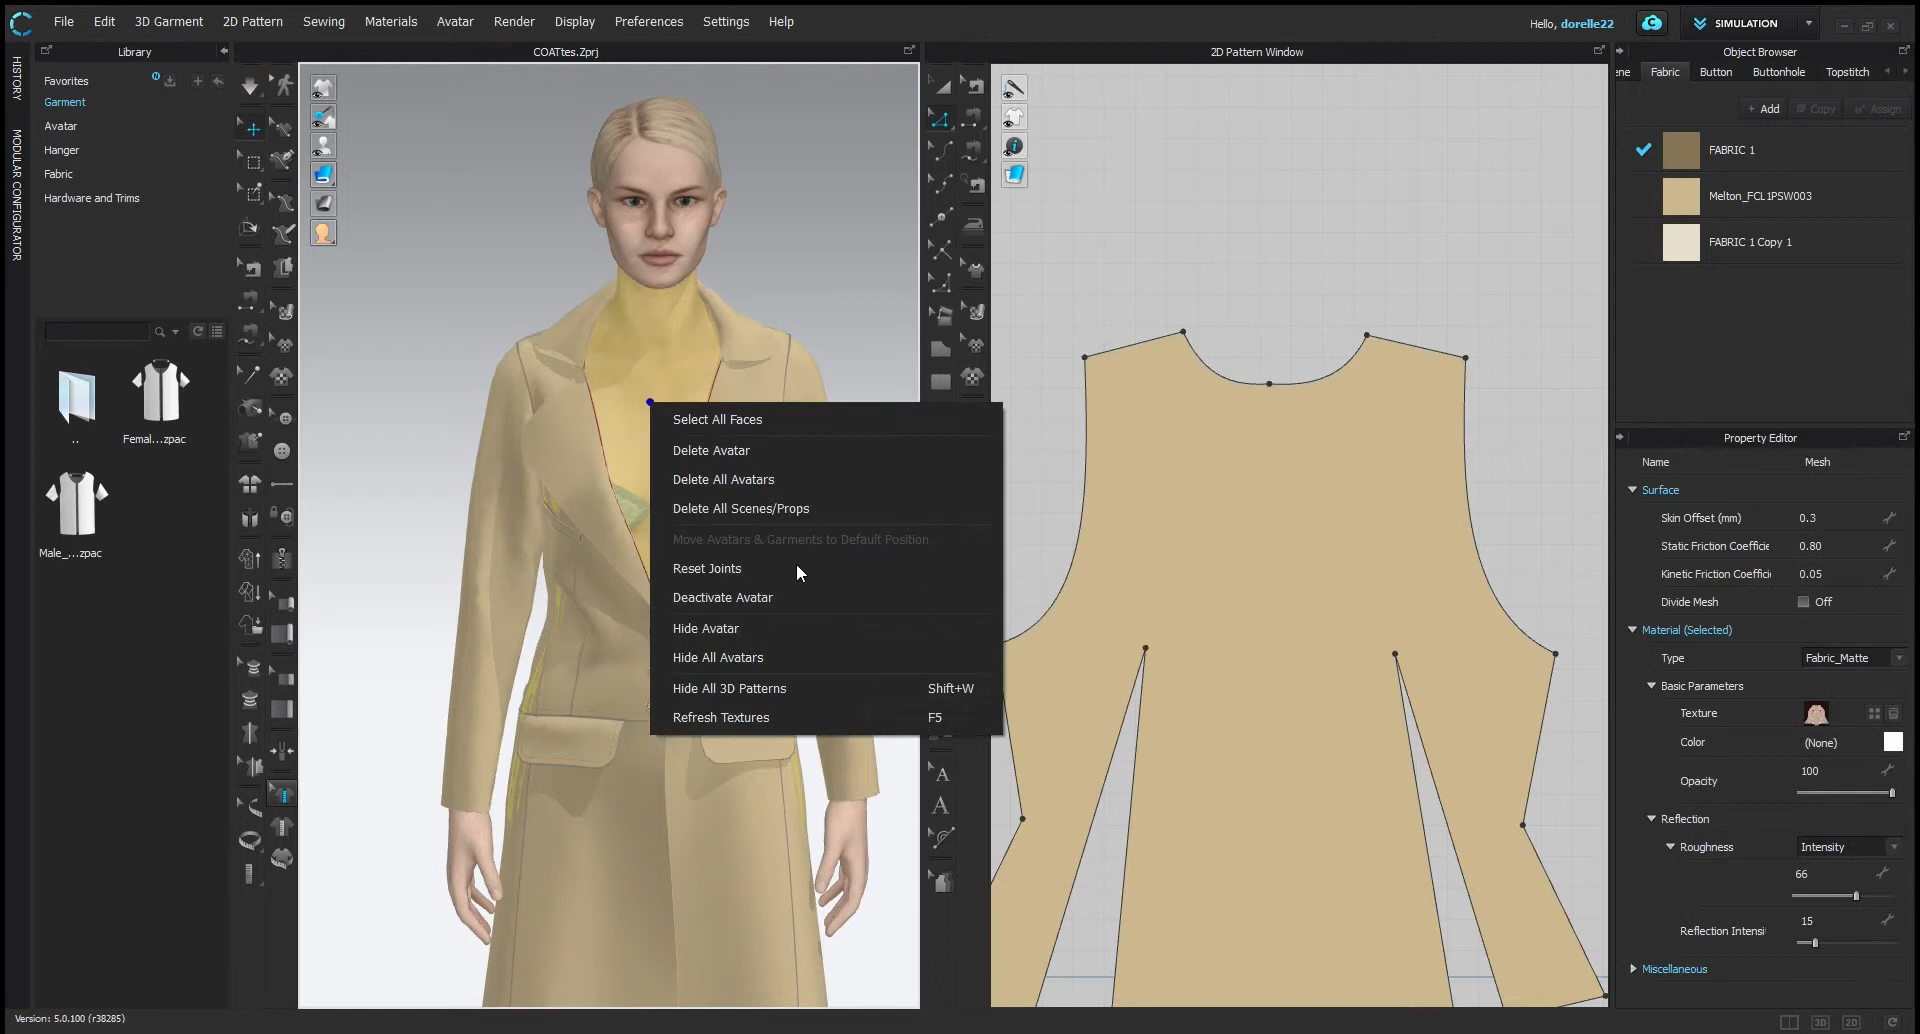 File Edit 3D Garment 2D Pattern Sewing Materials Avatar Render Display Preferences Settings Help
Hello, dorelle22
SIMULATION
HISTORY
MODULAR CONFIGURATOR
Library
Favorites
Garment
Avatar
Hanger
Fabric
Hardware and Trims
..
Femal...zpac
Male_...zpac
COATtes.Zprj
Select All Faces
Delete Avatar
Delete All Avatars
Delete All Scenes/Props
Move Avatars & Garments to Default Position
Reset Joints
Deactivate Avatar
Hide Avatar
Hide All Avatars
Hide All 3D Patterns Shift+W
Refresh Textures F5
A
A
2D Pattern Window
Object Browser
ene Fabric Button Buttonhole Topstitch
+ Add Copy Assign
FABRIC 1
Melton_FCL1PSW003
FABRIC 1 Copy 1
Property Editor
Name Mesh
Surface
Skin Offset (mm) 0.3
Static Friction Coefficie 0.80
Kinetic Friction Coeffici 0.05
Divide Mesh Off
Material (Selected)
Type Fabric_Matte
Basic Parameters
Texture
Color (None)
Opacity 100
Reflection
Roughness Intensity
66
Reflection Intensi 15
Miscellaneous
Version: 5.0.100 (r38285)
3D 2D